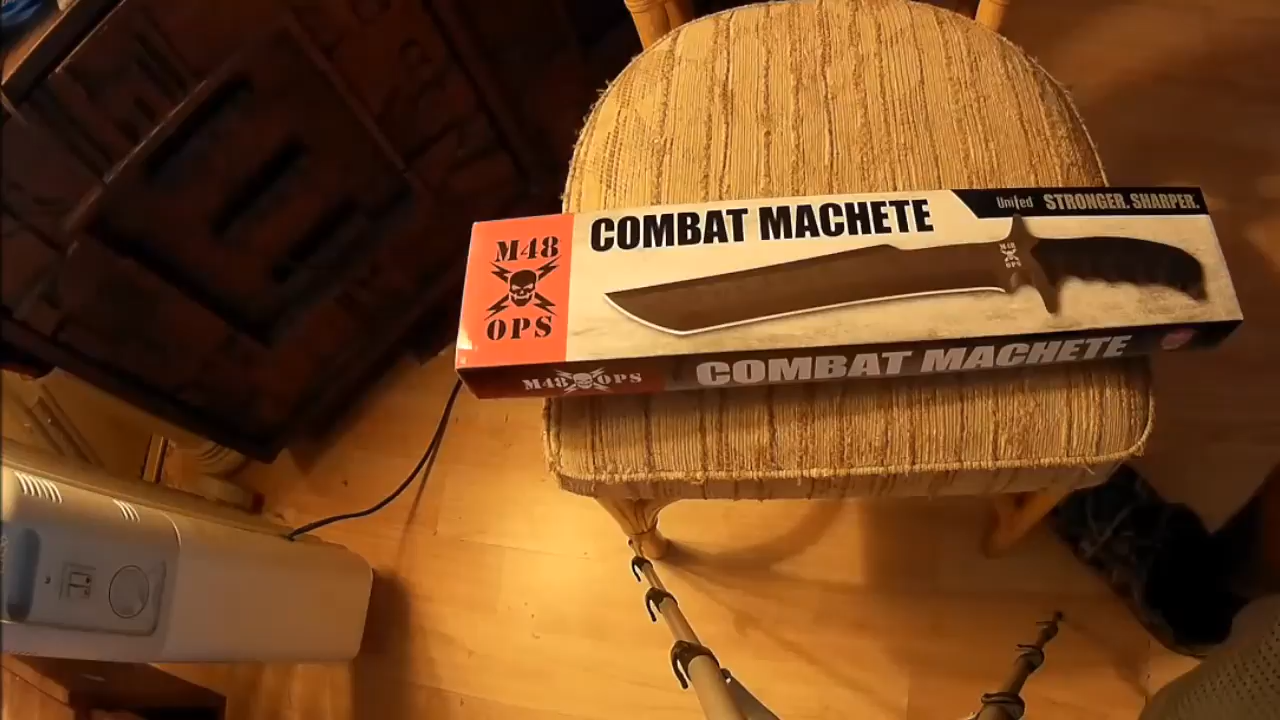 M48
OPS
COMBAT MACHETE
United STRONGER. SHARPER.
M48
OPS
M48 OPS
COMBAT MACHETE